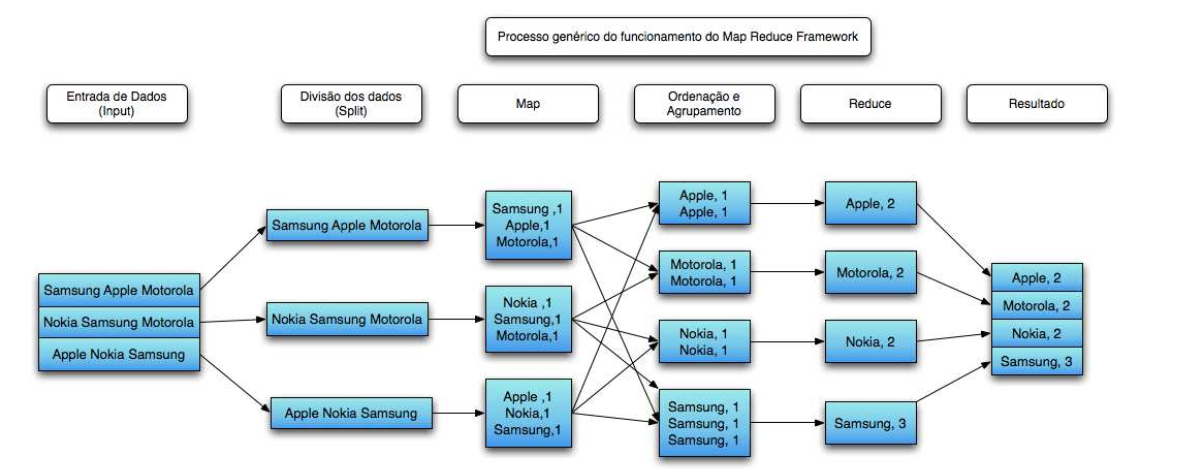 Processo genérico do funcionamento do Map Reduce Framework
Entrada de Dados
(Input)
Divisão dos dados
(Split)
Map
Ordenação e
Agrupamento
Reduce
Resultado
Samsung Apple Motorola
Nokia Samsung Motorola
Apple Nokia Samsung
Samsung Apple Motorola
Nokia Samsung Motorola
Apple Nokia Samsung
Samsung ,1
Apple,1
Motorola,1
Nokia ,1
Samsung,1
Motorola,1
Apple ,1
Nokia,1
Samsung,1
Apple, 1
Apple, 1
Motorola, 1
Motorola, 1
Nokia, 1
Nokia, 1
Samsung, 1
Samsung, 1
Samsung, 1
Apple, 2
Motorola, 2
Nokia, 2
Samsung, 3
Apple, 2
Motorola, 2
Nokia, 2
Samsung, 3